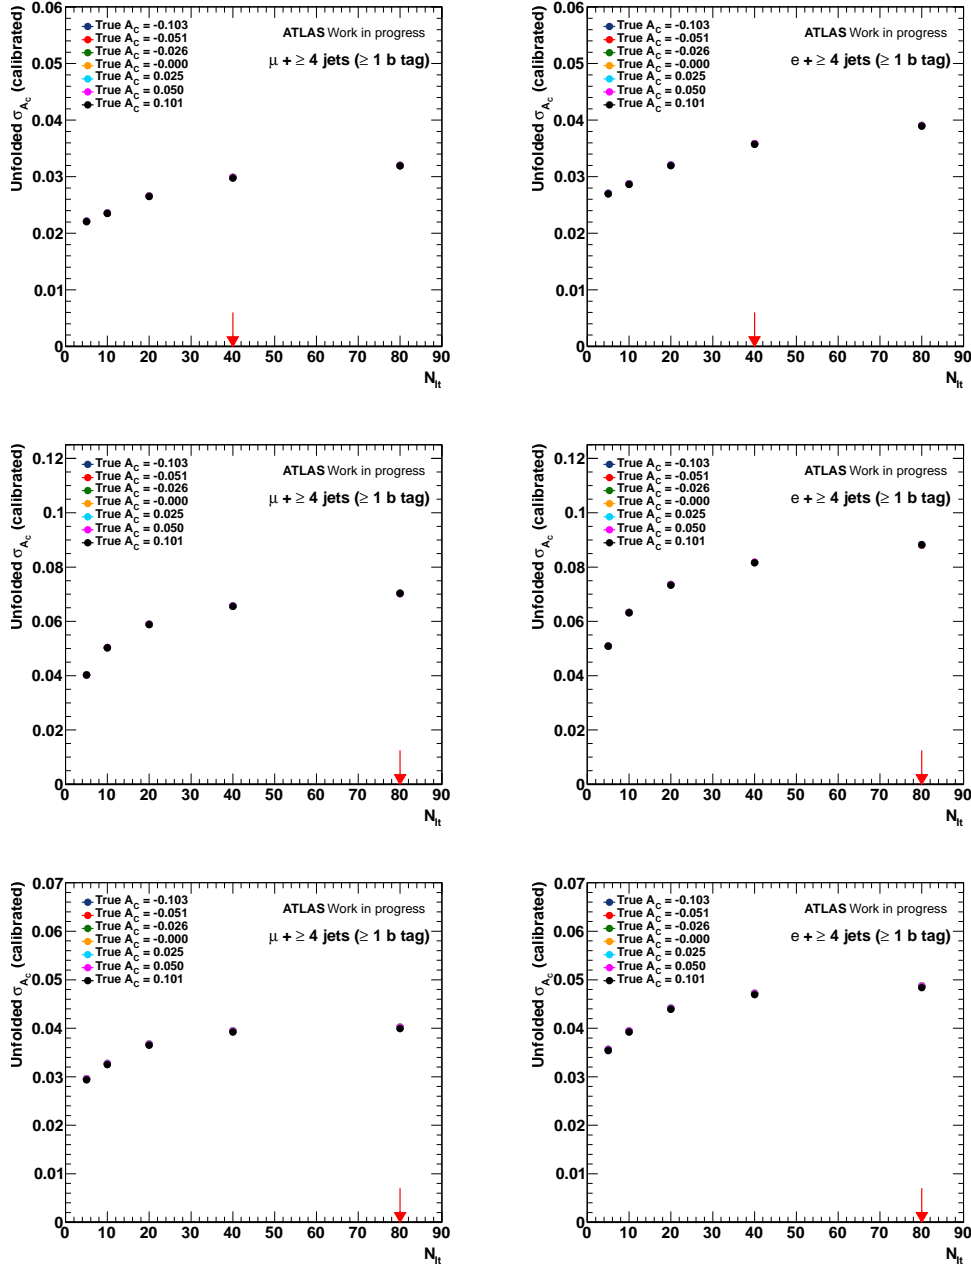 Unfolded σ_A_C (calibrated)
0.06
0.05
0.04
0.03
0.02
0.01
0
True A_C = -0.103
True A_C = -0.051
True A_C = -0.026
True A_C = -0.000
True A_C = 0.025
True A_C = 0.050
True A_C = 0.101
ATLAS Work in progress
μ + ≥ 4 jets (≥ 1 b tag)
0 10 20 30 40 50 60 70 80 90
N_It
Unfolded σ_A_C (calibrated)
0.06
0.05
0.04
0.03
0.02
0.01
0
True A_C = -0.103
True A_C = -0.051
True A_C = -0.026
True A_C = -0.000
True A_C = 0.025
True A_C = 0.050
True A_C = 0.101
ATLAS Work in progress
e + ≥ 4 jets (≥ 1 b tag)
0 10 20 30 40 50 60 70 80 90
N_It
Unfolded σ_A_C (calibrated)
0.12
0.1
0.08
0.06
0.04
0.02
0
True A_C = -0.103
True A_C = -0.051
True A_C = -0.026
True A_C = -0.000
True A_C = 0.025
True A_C = 0.050
True A_C = 0.101
ATLAS Work in progress
μ + ≥ 4 jets (≥ 1 b tag)
0 10 20 30 40 50 60 70 80 90
N_It
Unfolded σ_A_C (calibrated)
0.12
0.1
0.08
0.06
0.04
0.02
0
True A_C = -0.103
True A_C = -0.051
True A_C = -0.026
True A_C = -0.000
True A_C = 0.025
True A_C = 0.050
True A_C = 0.101
ATLAS Work in progress
e + ≥ 4 jets (≥ 1 b tag)
0 10 20 30 40 50 60 70 80 90
N_It
Unfolded σ_A_C (calibrated)
0.07
0.06
0.05
0.04
0.03
0.02
0.01
0
True A_C = -0.103
True A_C = -0.051
True A_C = -0.026
True A_C = -0.000
True A_C = 0.025
True A_C = 0.050
True A_C = 0.101
ATLAS Work in progress
μ + ≥ 4 jets (≥ 1 b tag)
0 10 20 30 40 50 60 70 80 90
N_It
Unfolded σ_A_C (calibrated)
0.07
0.06
0.05
0.04
0.03
0.02
0.01
0
True A_C = -0.103
True A_C = -0.051
True A_C = -0.026
True A_C = -0.000
True A_C = 0.025
True A_C = 0.050
True A_C = 0.101
ATLAS Work in progress
e + ≥ 4 jets (≥ 1 b tag)
0 10 20 30 40 50 60 70 80 90
N_It